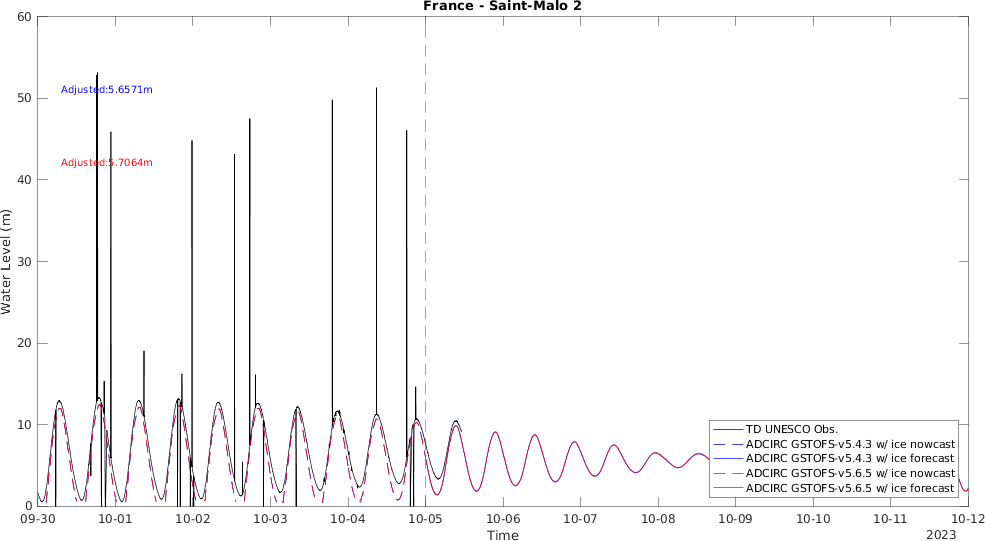 France - Saint-Malo 2
60
50
40
30
20
10
0
Water Level (m)
Adjusted:5.6571m
Adjusted:5.7064m
TD UNESCO Obs.
ADCIRC GSTOFS-v5.4.3 w/ ice nowcast
ADCIRC GSTOFS-v5.4.3 w/ ice forecast
ADCIRC GSTOFS-v5.6.5 w/ ice nowcast
ADCIRC GSTOFS-v5.6.5 w/ ice forecast
09-30 10-01 10-02 10-03 10-04 10-05 10-06 10-07 10-08 10-09 10-10 10-11 10-12
Time
2023